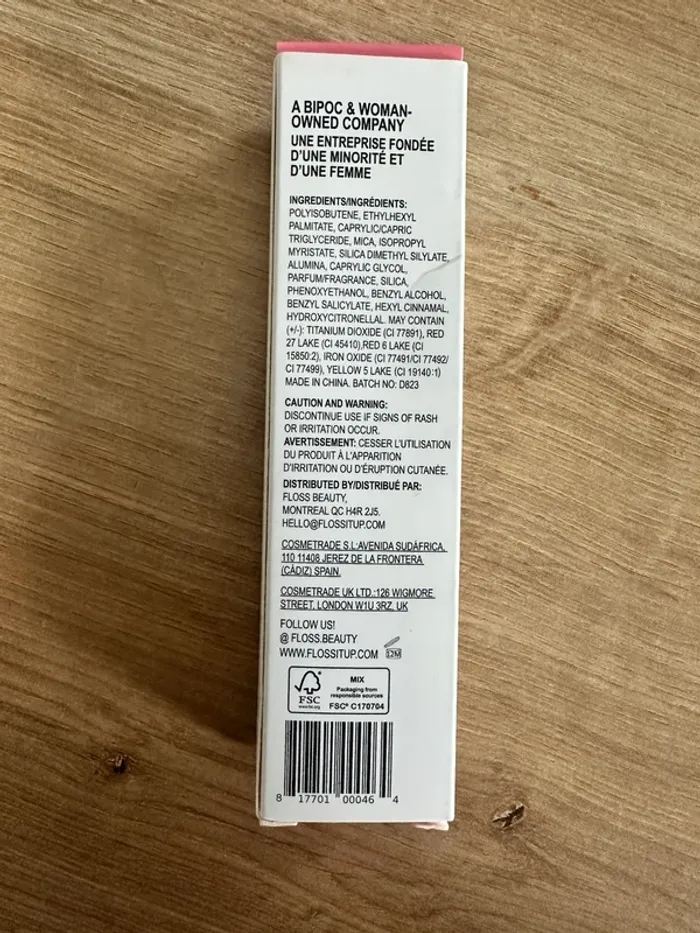 A BIPOC & WOMAN-
OWNED COMPANY
UNE ENTREPRISE FONDÉE
D'UNE MINORITÉ ET
D'UNE FEMME
INGREDIENTS/INGRÉDIENTS:
POLYISOBUTENE, ETHYLHEXYL
PALMITATE, CAPRYLIC/CAPRIC
TRIGLYCERIDE, MICA, ISOPROPYL
MYRISTATE, SILICA DIMETHYL SILYLATE,
ALUMINA, CAPRYLIC GLYCOL,
PARFUM/FRAGRANCE, SILICA,
PHENOXYETHANOL, BENZYL ALCOHOL,
BENZYL SALICYLATE, HEXYL CINNAMAL,
HYDROXYCITRONELLAL. MAY CONTAIN
(+/-): TITANIUM DIOXIDE (CI 77891), RED
27 LAKE (CI 45410),RED 6 LAKE (CI
15850:2), IRON OXIDE (CI 77491/CI 77492/
CI 77499), YELLOW 5 LAKE (CI 19140:1)
MADE IN CHINA. BATCH NO: D823
CAUTION AND WARNING:
DISCONTINUE USE IF SIGNS OF RASH
OR IRRITATION OCCUR.
AVERTISSEMENT: CESSER L'UTILISATION
DU PRODUIT À L'APPARITION
D'IRRITATION OU D'ÉRUPTION CUTANÉE.
DISTRIBUTED BY/DISTRIBUÉ PAR:
FLOSS BEAUTY,
MONTREAL QC H4R 2J5.
HELLO@FLOSSITUP.COM
COSMETRADE S.L:AVENIDA SUDÁFRICA,
110 11408 JEREZ DE LA FRONTERA
(CÁDIZ) SPAIN.
COSMETRADE UK LTD.:126 WIGMORE
STREET, LONDON W1U 3RZ, UK
FOLLOW US!
@ FLOSS.BEAUTY
WWW.FLOSSITUP.COM 12M
MIX
Packaging from
responsible sources
FSC® C170704
FSC
www.fsc.org
8 17701 00046 4